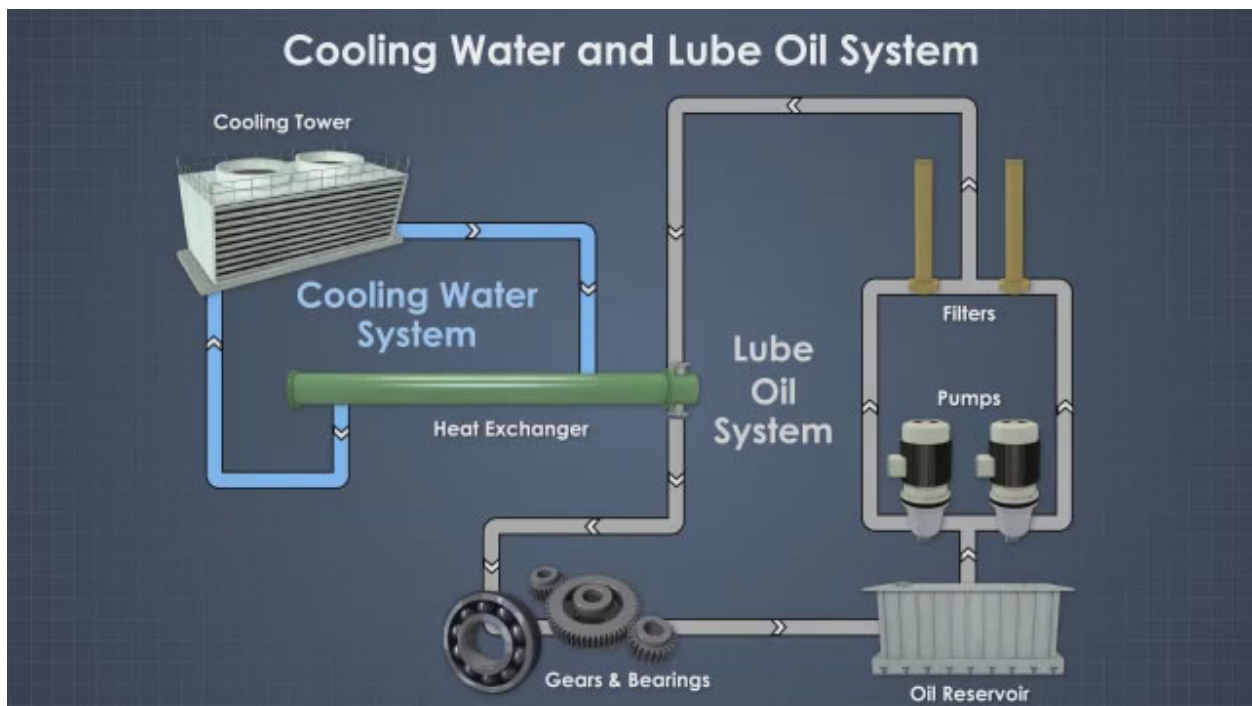 Cooling Water and Lube Oil System
Cooling Tower
Cooling Water
System
Heat Exchanger
Lube
Oil
System
Filters
Pumps
Gears & Bearings
Oil Reservoir